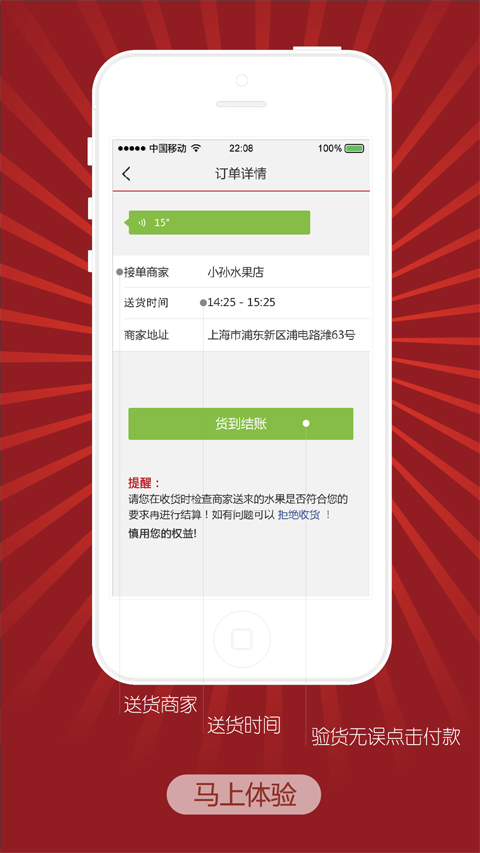 中国移动 22:08 100%
订单详情
15"
接单商家 小孙水果店
送货时间 14:25 - 15:25
商家地址 上海市浦东新区浦电路潍63号
货到结账
提醒：
请您在收货时检查商家送来的水果是否符合您的
要求再进行结算！如有问题可以 拒绝收货 ！
慎用您的权益!
送货商家
送货时间
验货无误点击付款
马上体验